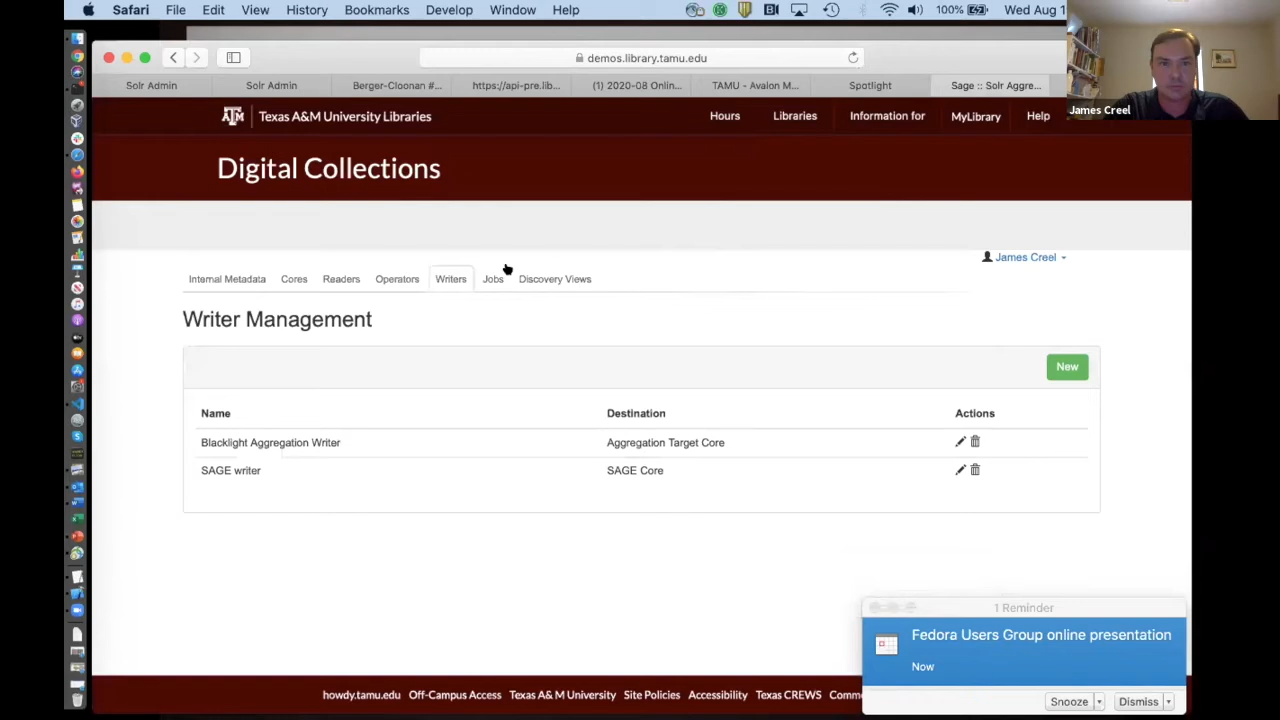 Safari File Edit View History Bookmarks Develop Window Help 100% Wed Aug 1
demos.library.tamu.edu
Solr Admin Solr Admin Berger-Cloonan #... https://api-pre.lib... (1) 2020-08 Onlin... TAMU - Avalon M... Spotlight Sage :: Solr Aggre...
James Creel
Texas A&M University Libraries Hours Libraries Information for MyLibrary Help
Digital Collections
James Creel
Internal Metadata Cores Readers Operators Writers Jobs Discovery Views
Writer Management
New
Name Destination Actions
Blacklight Aggregation Writer Aggregation Target Core
SAGE writer SAGE Core
1 Reminder
Fedora Users Group online presentation
Now
Snooze Dismiss
howdy.tamu.edu Off-Campus Access Texas A& M University Site Policies Accessibility Texas CREWS Comm